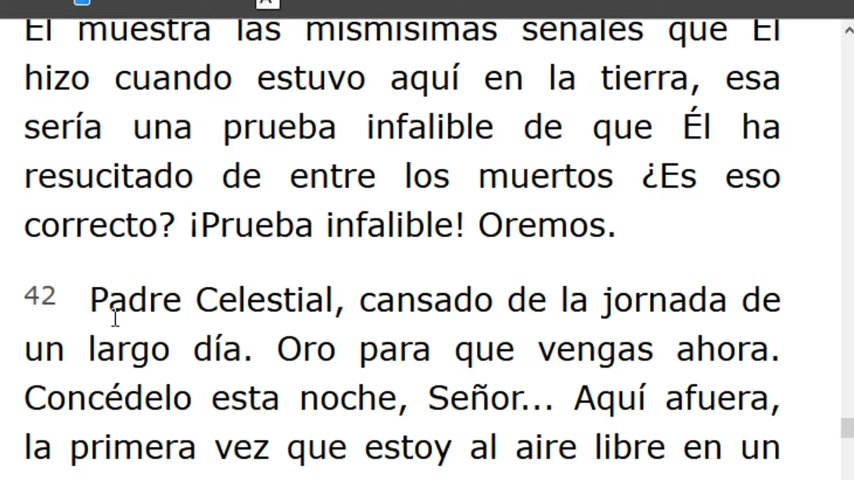 Él muestra las mismísimas señales que Él
hizo cuando estuvo aquí en la tierra, esa
sería una prueba infalible de que Él ha
resucitado de entre los muertos ¿Es eso
correcto? ¡Prueba infalible! Oremos.
42 Padre Celestial, cansado de la jornada de
un largo día. Oro para que vengas ahora.
Concédelo esta noche, Señor... Aquí afuera,
la primera vez que estoy al aire libre en un